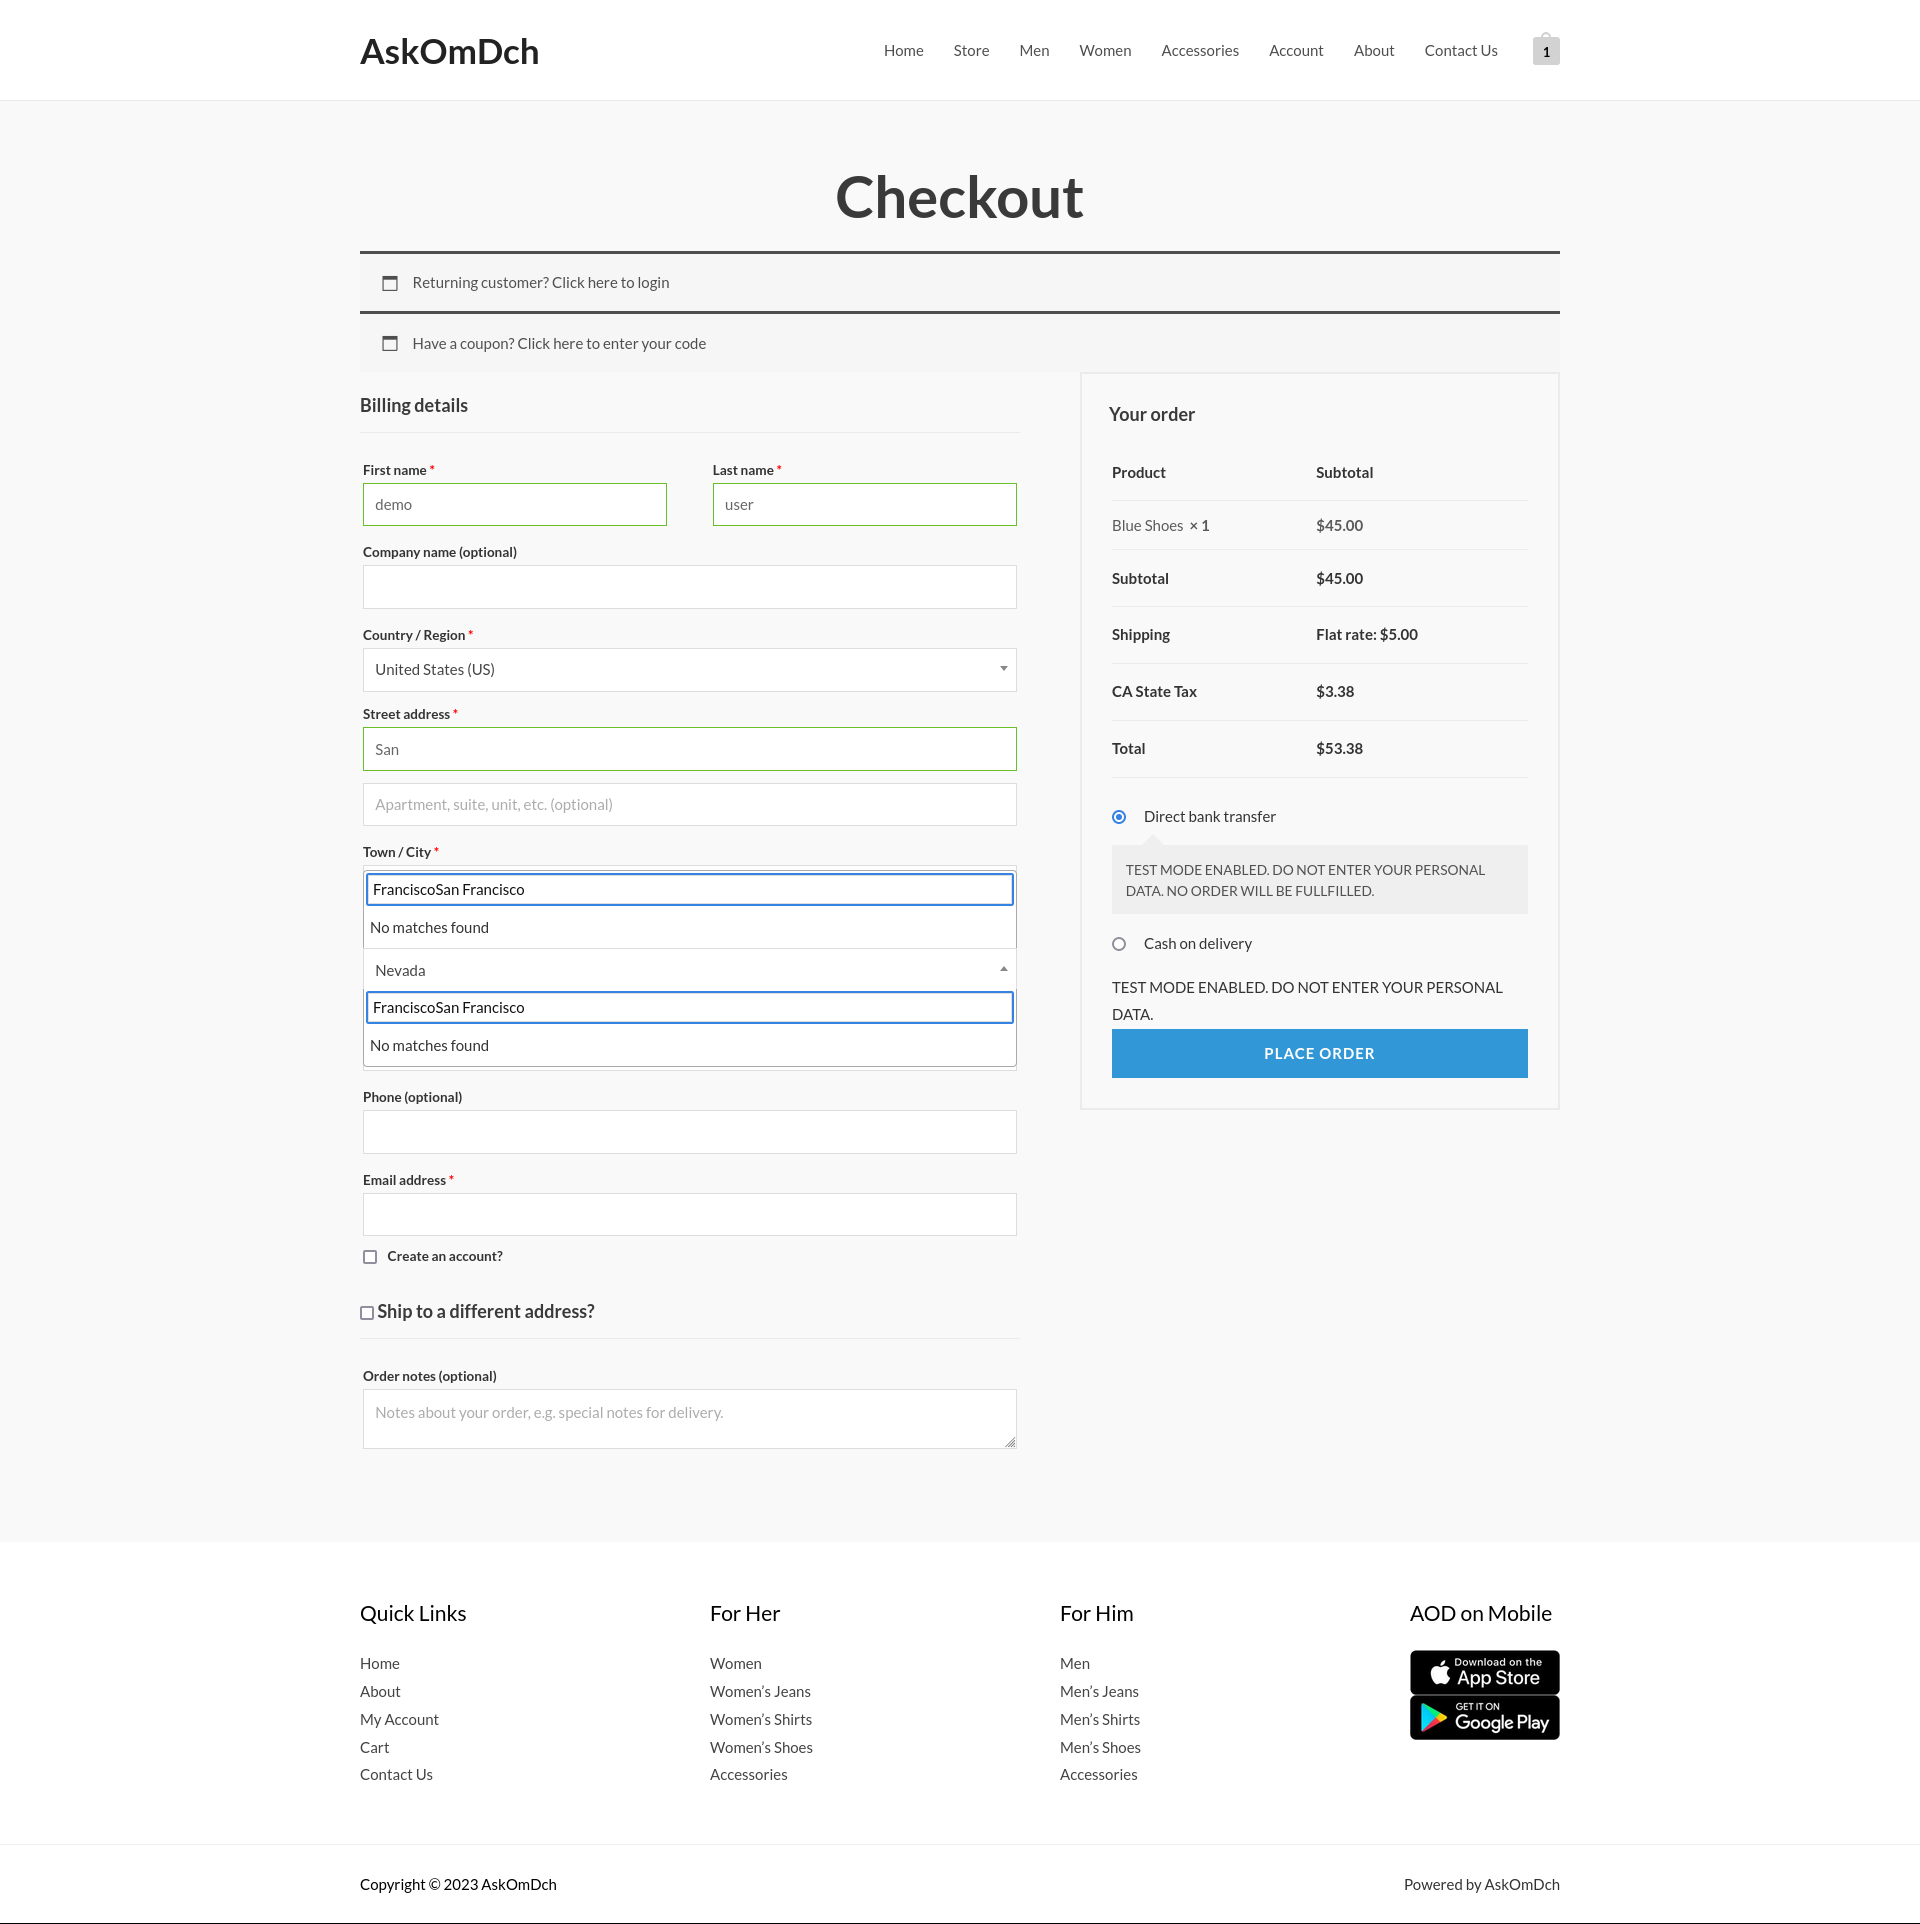 AskOmDch
Home Store Men Women Accessories Account About Contact Us 1
Checkout
Returning customer? Click here to login
Have a coupon? Click here to enter your code
Billing details
First name * Last name *
demo user
Company name (optional)
Country / Region *
United States (US)
Street address *
San
Apartment, suite, unit, etc. (optional)
Town / City *
FranciscoSan Francisco
No matches found
Nevada
FranciscoSan Francisco
No matches found
Phone (optional)
Email address *
Create an account?
Ship to a different address?
Order notes (optional)
Notes about your order, e.g. special notes for delivery.
Your order
Product Subtotal
Blue Shoes × 1 $45.00
Subtotal $45.00
Shipping Flat rate: $5.00
CA State Tax $3.38
Total $53.38
Direct bank transfer
TEST MODE ENABLED. DO NOT ENTER YOUR PERSONAL
DATA. NO ORDER WILL BE FULLFILLED.
Cash on delivery
TEST MODE ENABLED. DO NOT ENTER YOUR PERSONAL
DATA.
PLACE ORDER
Quick Links
Home
About
My Account
Cart
Contact Us
For Her
Women
Women’s Jeans
Women’s Shirts
Women’s Shoes
Accessories
For Him
Men
Men’s Jeans
Men’s Shirts
Men’s Shoes
Accessories
AOD on Mobile
Download on the
App Store
GET IT ON
Google Play
Copyright © 2023 AskOmDch
Powered by AskOmDch